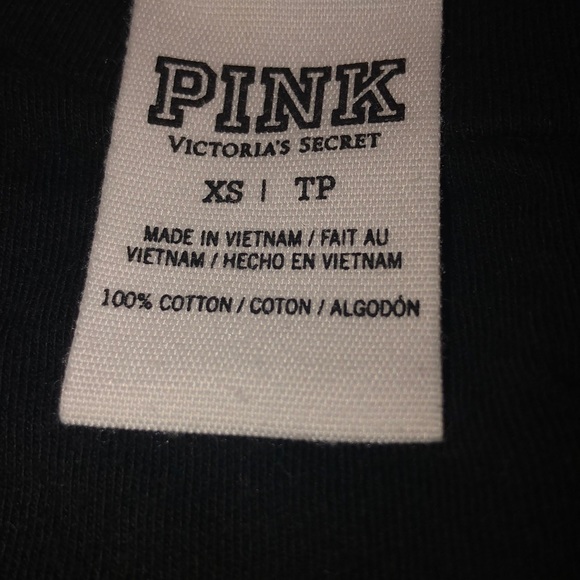 PINK
VICTORIA'S SECRET
XS | TP
MADE IN VIETNAM / FAIT AU
VIETNAM / HECHO EN VIETNAM
100% COTTON / COTON / ALGODÓN